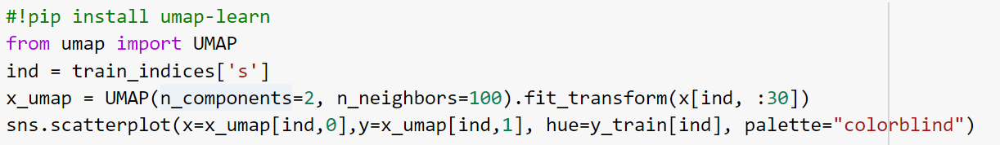 #!pip install umap-learn
from umap import UMAP
ind = train_indices['s']
x_umap = UMAP(n_components=2, n_neighbors=100).fit_transform(x[ind, :30])
sns.scatterplot(x=x_umap[ind,0],y=x_umap[ind,1], hue=y_train[ind], palette="colorblind")